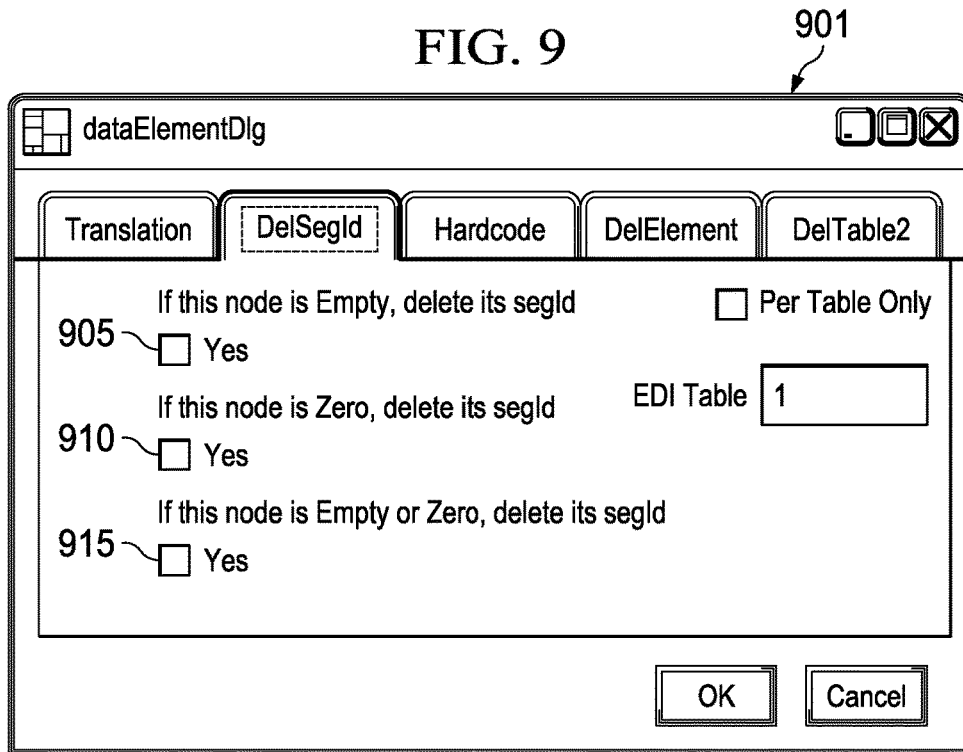 FIG. 9
901
dataElementDlg
Translation DelSegId Hardcode DelElement DelTable2
If this node is Empty, delete its segId
Per Table Only
905
Yes
EDI Table 1
If this node is Zero, delete its segId
910
Yes
If this node is Empty or Zero, delete its segId
915
Yes
OK Cancel